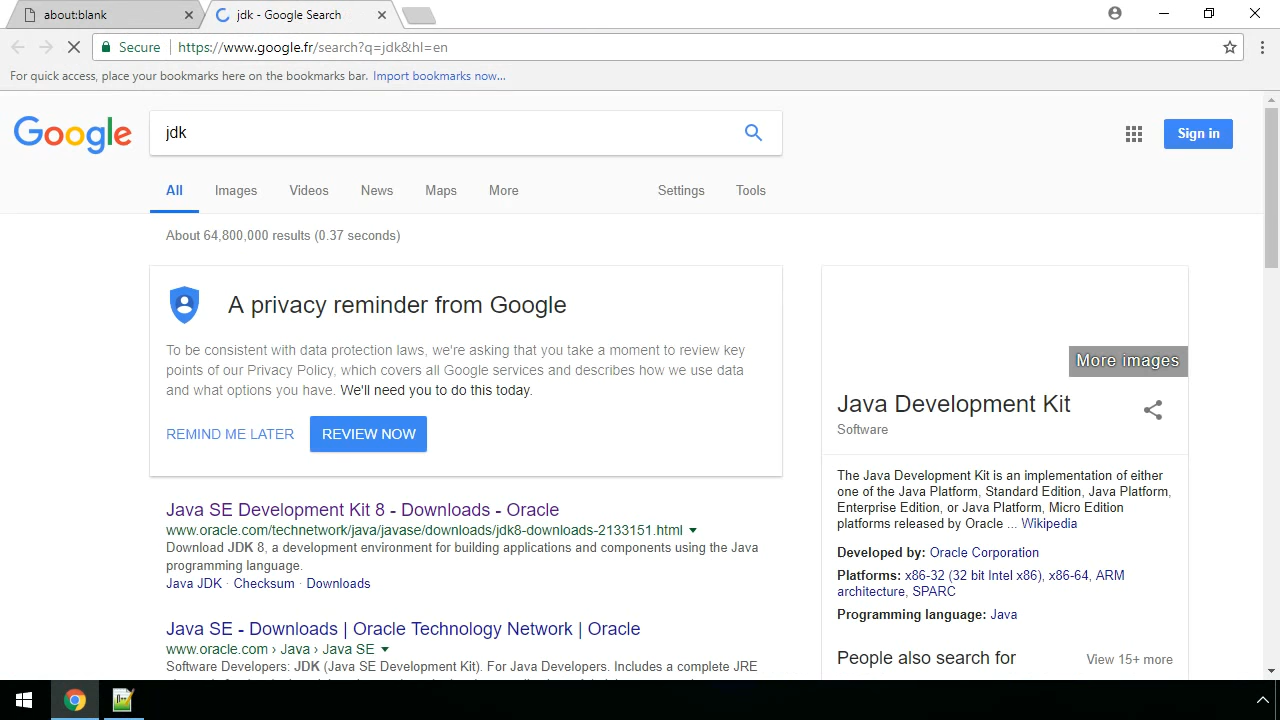 about:blank
jdk - Google Search
Secure https://www.google.fr/search?q=jdk&hl=en
For quick access, place your bookmarks here on the bookmarks bar. Import bookmarks now...
Google
jdk
Sign in
All Images Videos News Maps More Settings Tools
About 64,800,000 results (0.37 seconds)
A privacy reminder from Google
To be consistent with data protection laws, we're asking that you take a moment to review key
points of our Privacy Policy, which covers all Google services and describes how we use data
and what options you have. We'll need you to do this today.
REMIND ME LATER REVIEW NOW
Java SE Development Kit 8 - Downloads - Oracle
www.oracle.com/technetwork/java/javase/downloads/jdk8-downloads-2133151.html
Download JDK 8, a development environment for building applications and components using the Java
programming language.
Java JDK · Checksum · Downloads
Java SE - Downloads | Oracle Technology Network | Oracle
www.oracle.com › Java › Java SE
Software Developers: JDK (Java SE Development Kit). For Java Developers. Includes a complete JRE
More images
Java Development Kit
Software
The Java Development Kit is an implementation of either
one of the Java Platform, Standard Edition, Java Platform,
Enterprise Edition, or Java Platform, Micro Edition
platforms released by Oracle ... Wikipedia
Developed by: Oracle Corporation
Platforms: x86-32 (32 bit Intel x86), x86-64, ARM
architecture, SPARC
Programming language: Java
People also search for View 15+ more